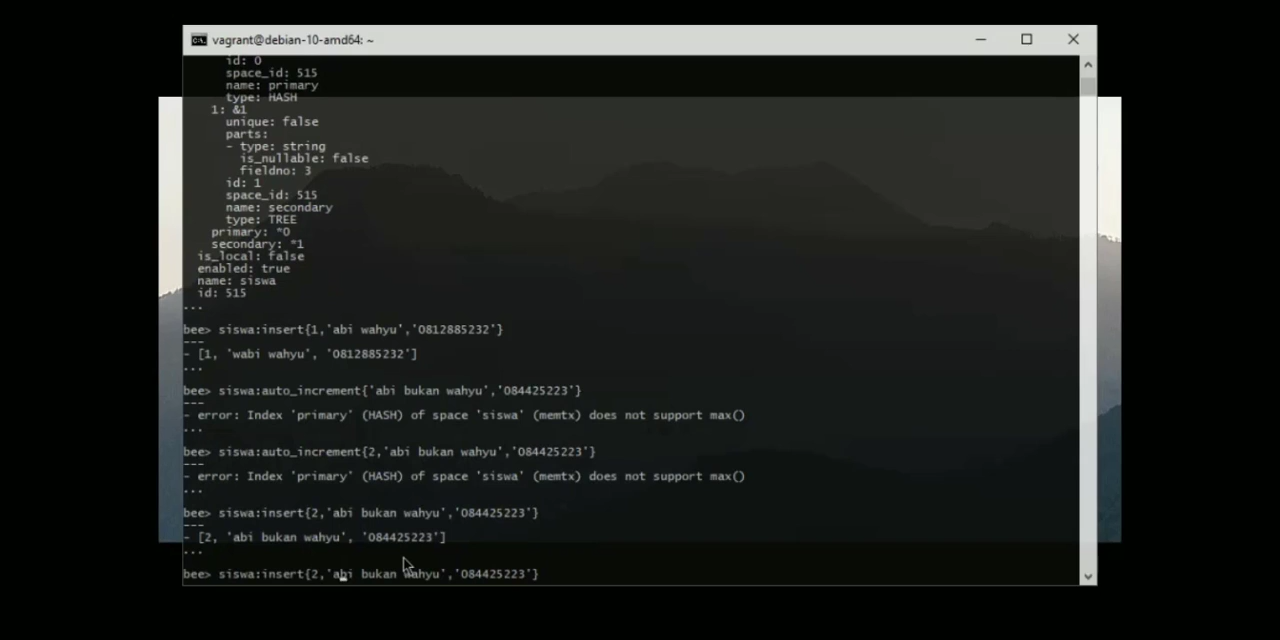 vagrant@debian-10-amd64: ~
id: 0
space_id: 515
name: primary
type: HASH
1: &1
unique: false
parts:
- type: string
is_nullable: false
fieldno: 3
id: 1
space_id: 515
name: secondary
type: TREE
primary: *0
secondary: *1
is_local: false
enabled: true
name: siswa
id: 515
...
bee> siswa:insert{1,'abi wahyu','0812885232'}
---
- [1, 'wabi wahyu', '0812885232']
...
bee> siswa:auto_increment{'abi bukan wahyu','084425223'}
---
- error: Index 'primary' (HASH) of space 'siswa' (memtx) does not support max()
...
bee> siswa:auto_increment{2,'abi bukan wahyu','084425223'}
---
- error: Index 'primary' (HASH) of space 'siswa' (memtx) does not support max()
...
bee> siswa:insert{2,'abi bukan wahyu','084425223'}
---
- [2, 'abi bukan wahyu', '084425223']
...
bee> siswa:insert{2,'abi bukan wahyu','084425223'}